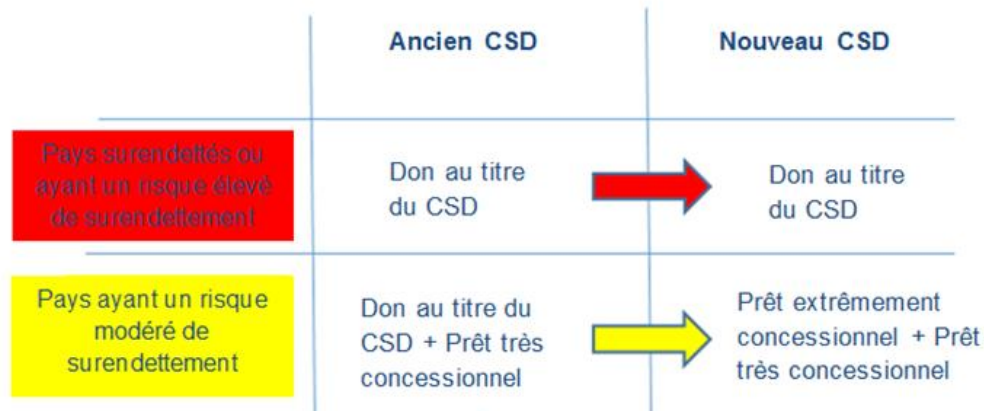 Ancien CSD
Nouveau CSD
Pays surendettés ou
ayant un risque élevé
de surendettement
Don au titre
du CSD
Don au titre
du CSD
Pays ayant un risque
modéré de
surendettement
Don au titre du
CSD + Prêt très
concessionnel
Prêt extrêmement
concessionnel + Prêt
très concessionnel